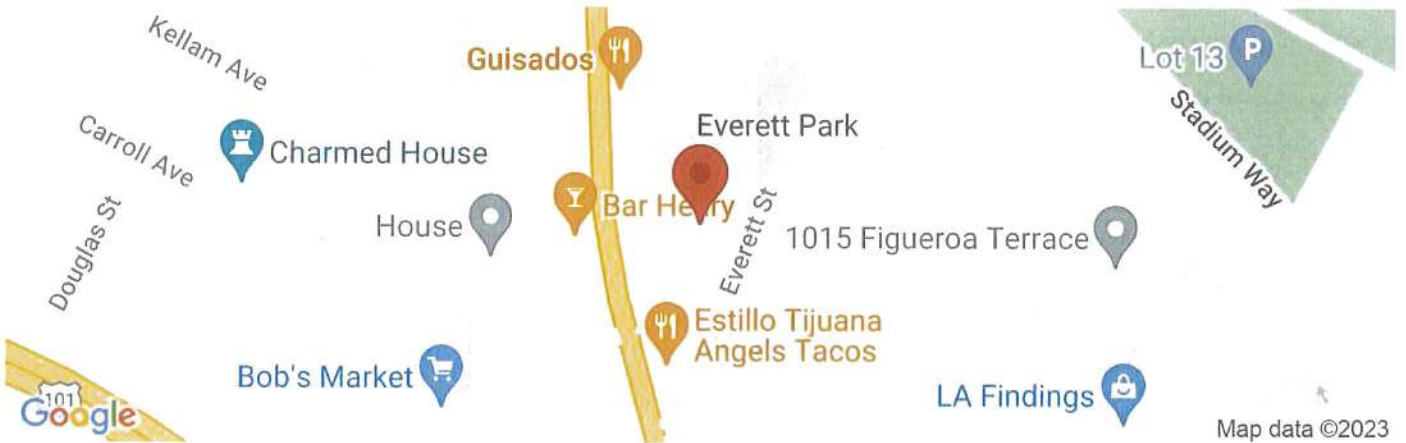 Kellam Ave
Guisados
Lot 13
P
Carroll Ave
Charmed House
Everett Park
Stadium Way
House
Bar Henry
Douglas St
Everett St
1015 Figueroa Terrace
Estillo Tijuana
Angels Tacos
Bob's Market
LA Findings
101
Google
Map data ©2023